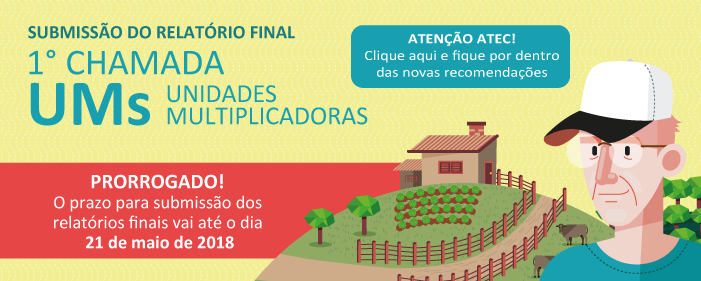 SUBMISSÃO DO RELATÓRIO FINAL
1° CHAMADA
UMs UNIDADES
MULTIPLICADORAS
ATENÇÃO ATEC!
Clique aqui e fique por dentro
das novas recomendações
PRORROGADO!
O prazo para submissão dos
relatórios finais vai até o dia
21 de maio de 2018